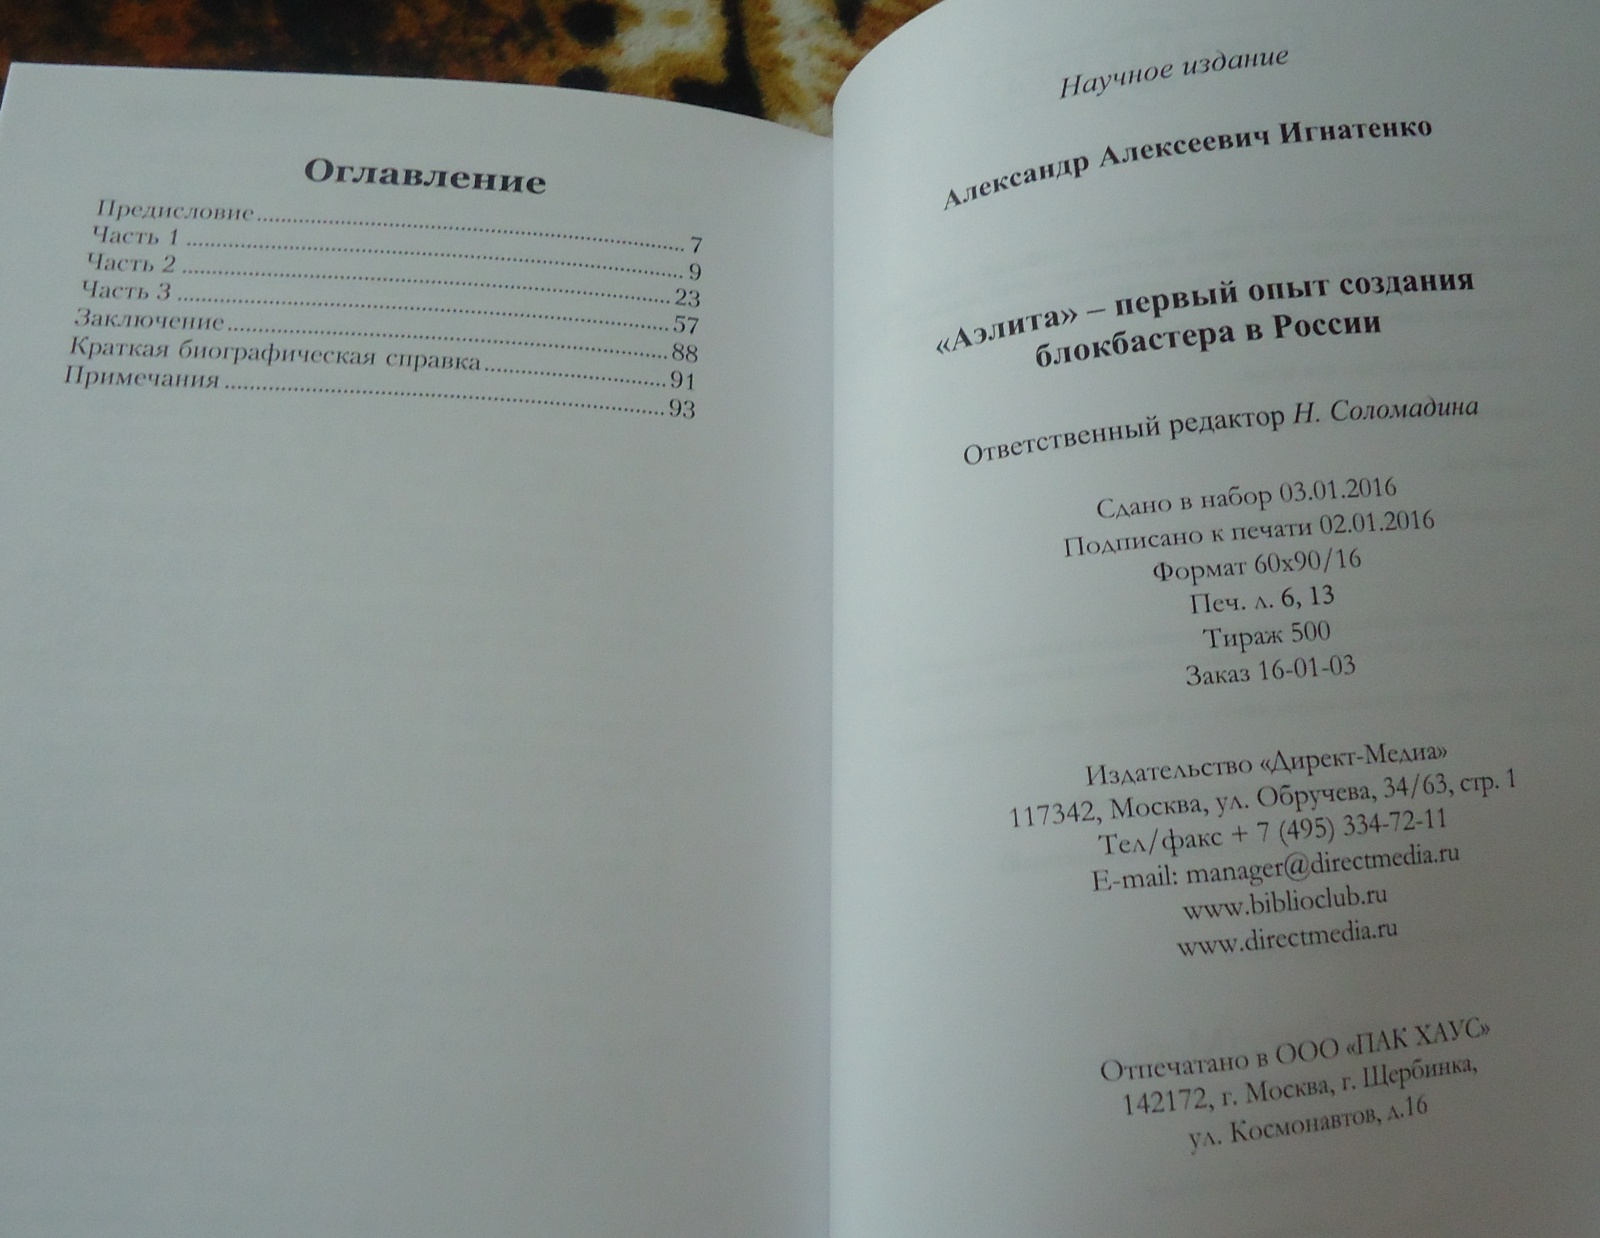 Оглавление
Предисловие 7
Часть 1 9
Часть 2 23
Часть 3 57
Заключение 88
Краткая биографическая справка 91
Примечания 93
Научное издание
Александр Алексеевич Игнатенко
«Аэлита» – первый опыт создания
блокбастера в России
Ответственный редактор Н. Соломадина
Сдано в набор 03.01.2016
Подписано к печати 02.01.2016
Формат 60х90/16
Печ. л. 6, 13
Тираж 500
Заказ 16-01-03
Издательство «Директ-Медиа»
117342, Москва, ул. Обручева, 34/63, стр. 1
Тел/факс + 7 (495) 334-72-11
E-mail: manager@directmedia.ru
www.biblioclub.ru
www.directmedia.ru
Отпечатано в ООО «ПАК ХАУС»
142172, г. Москва, г. Щербинка,
ул. Космонавтов, д.16